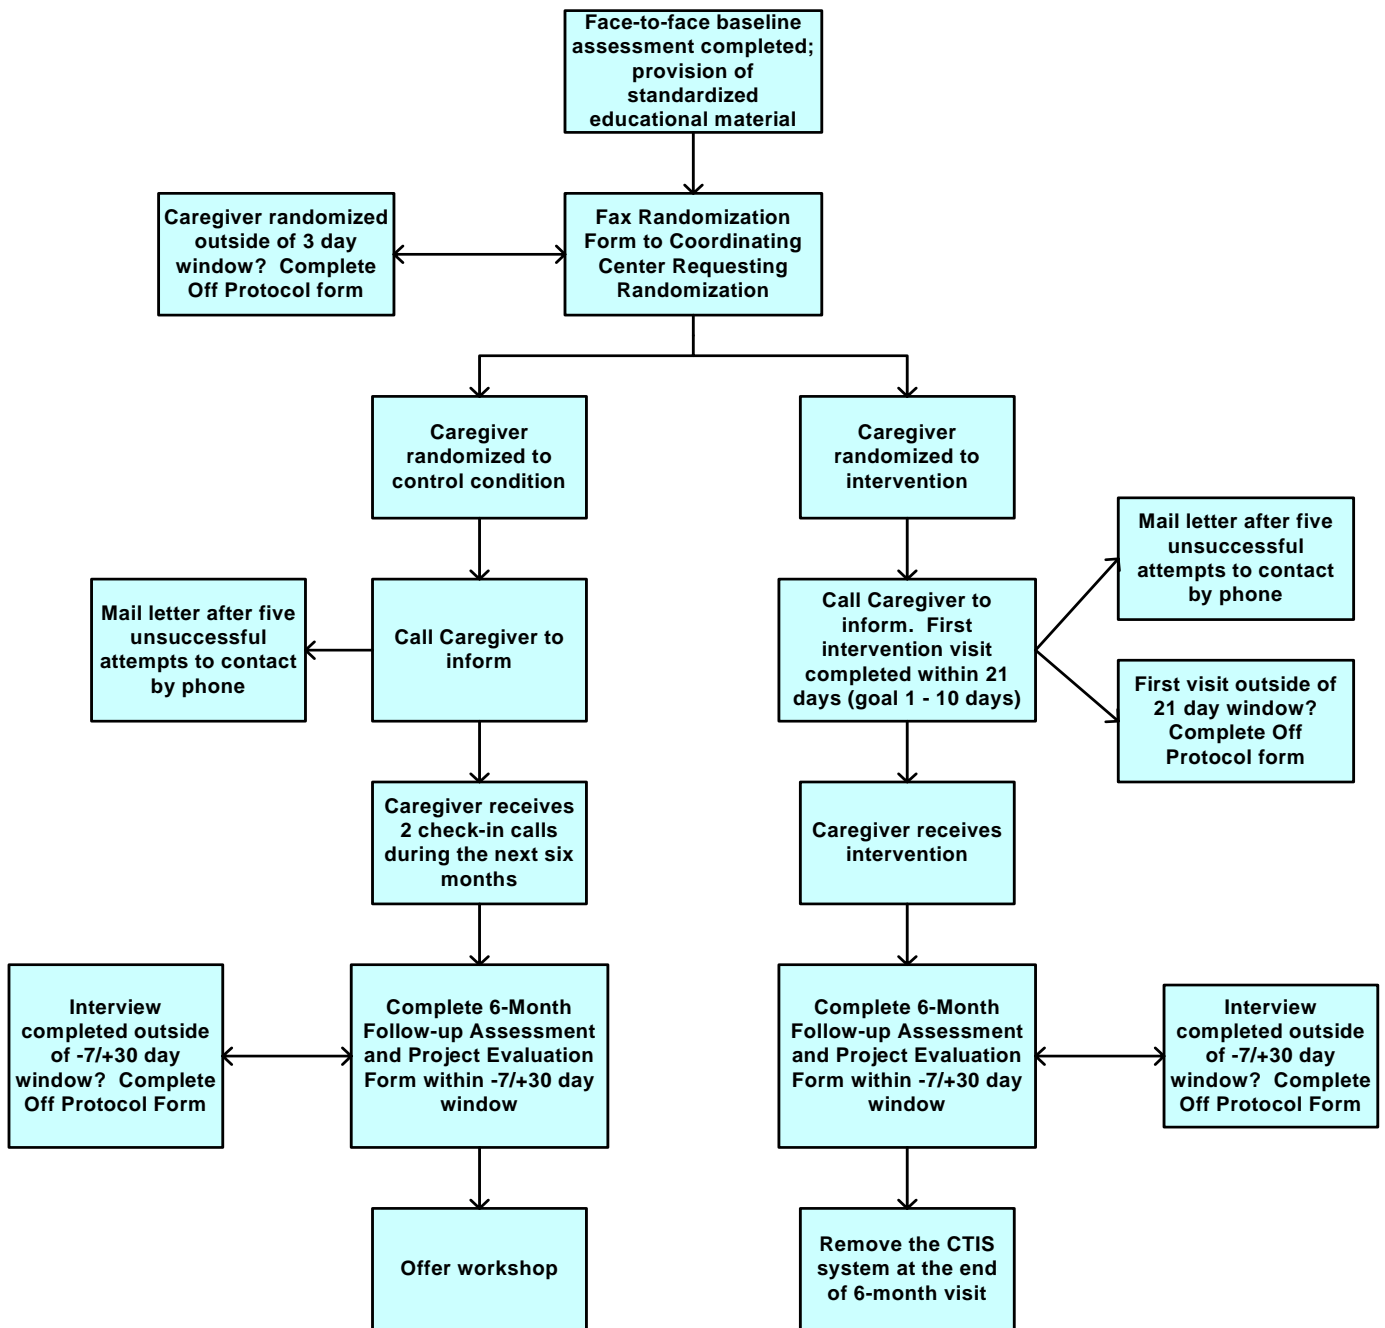 Face-to-face baseline
assessment completed;
provision of
standardized
educational material
Caregiver randomized
outside of 3 day
window?  Complete
Off Protocol form
Fax Randomization
Form to Coordinating
Center Requesting
Randomization
Caregiver
randomized to
control condition
Caregiver
randomized to
intervention
Mail letter after five
unsuccessful
attempts to contact
by phone
Call Caregiver to
inform
Call Caregiver to
inform.  First
intervention visit
completed within 21
days (goal 1 - 10 days)
Mail letter after five
unsuccessful
attempts to contact
by phone
First visit outside of
21 day window?
Complete Off
Protocol form
Caregiver receives
2 check-in calls
during the next six
months
Caregiver receives
intervention
Interview
completed outside
of -7/+30 day
window?  Complete
Off Protocol Form
Complete 6-Month
Follow-up Assessment
and Project Evaluation
Form within -7/+30 day
window
Complete 6-Month
Follow-up Assessment
and Project Evaluation
Form within -7/+30 day
window
Interview
completed outside
of -7/+30 day
window?  Complete
Off Protocol Form
Offer workshop
Remove the CTIS
system at the end
of 6-month visit